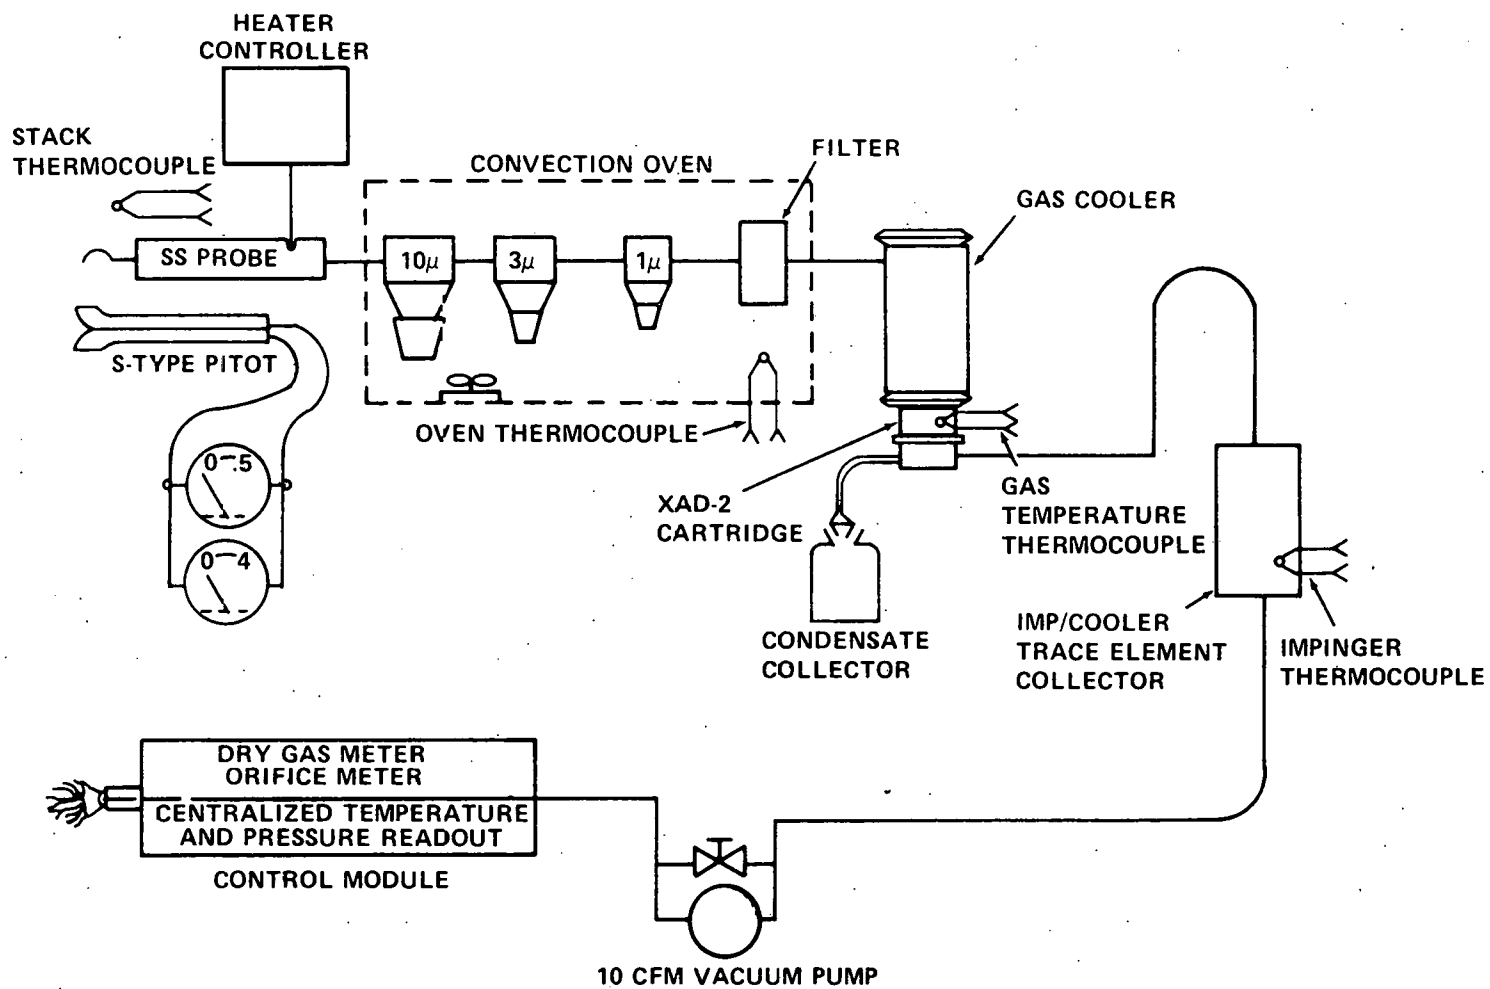 HEATER
CONTROLLER
STACK
THERMOCOUPLE
CONVECTION OVEN
FILTER
GAS COOLER
SS PROBE
10μ
3μ
1μ
S-TYPE PITOT
OVEN THERMOCOUPLE
0-.5
0-4
XAD-2
CARTRIDGE
GAS
TEMPERATURE
THERMOCOUPLE
CONDENSATE
COLLECTOR
IMP/COOLER
TRACE ELEMENT
COLLECTOR
IMPINGER
THERMOCOUPLE
DRY GAS METER
ORIFICE METER
CENTRALIZED TEMPERATURE
AND PRESSURE READOUT
CONTROL MODULE
10 CFM VACUUM PUMP